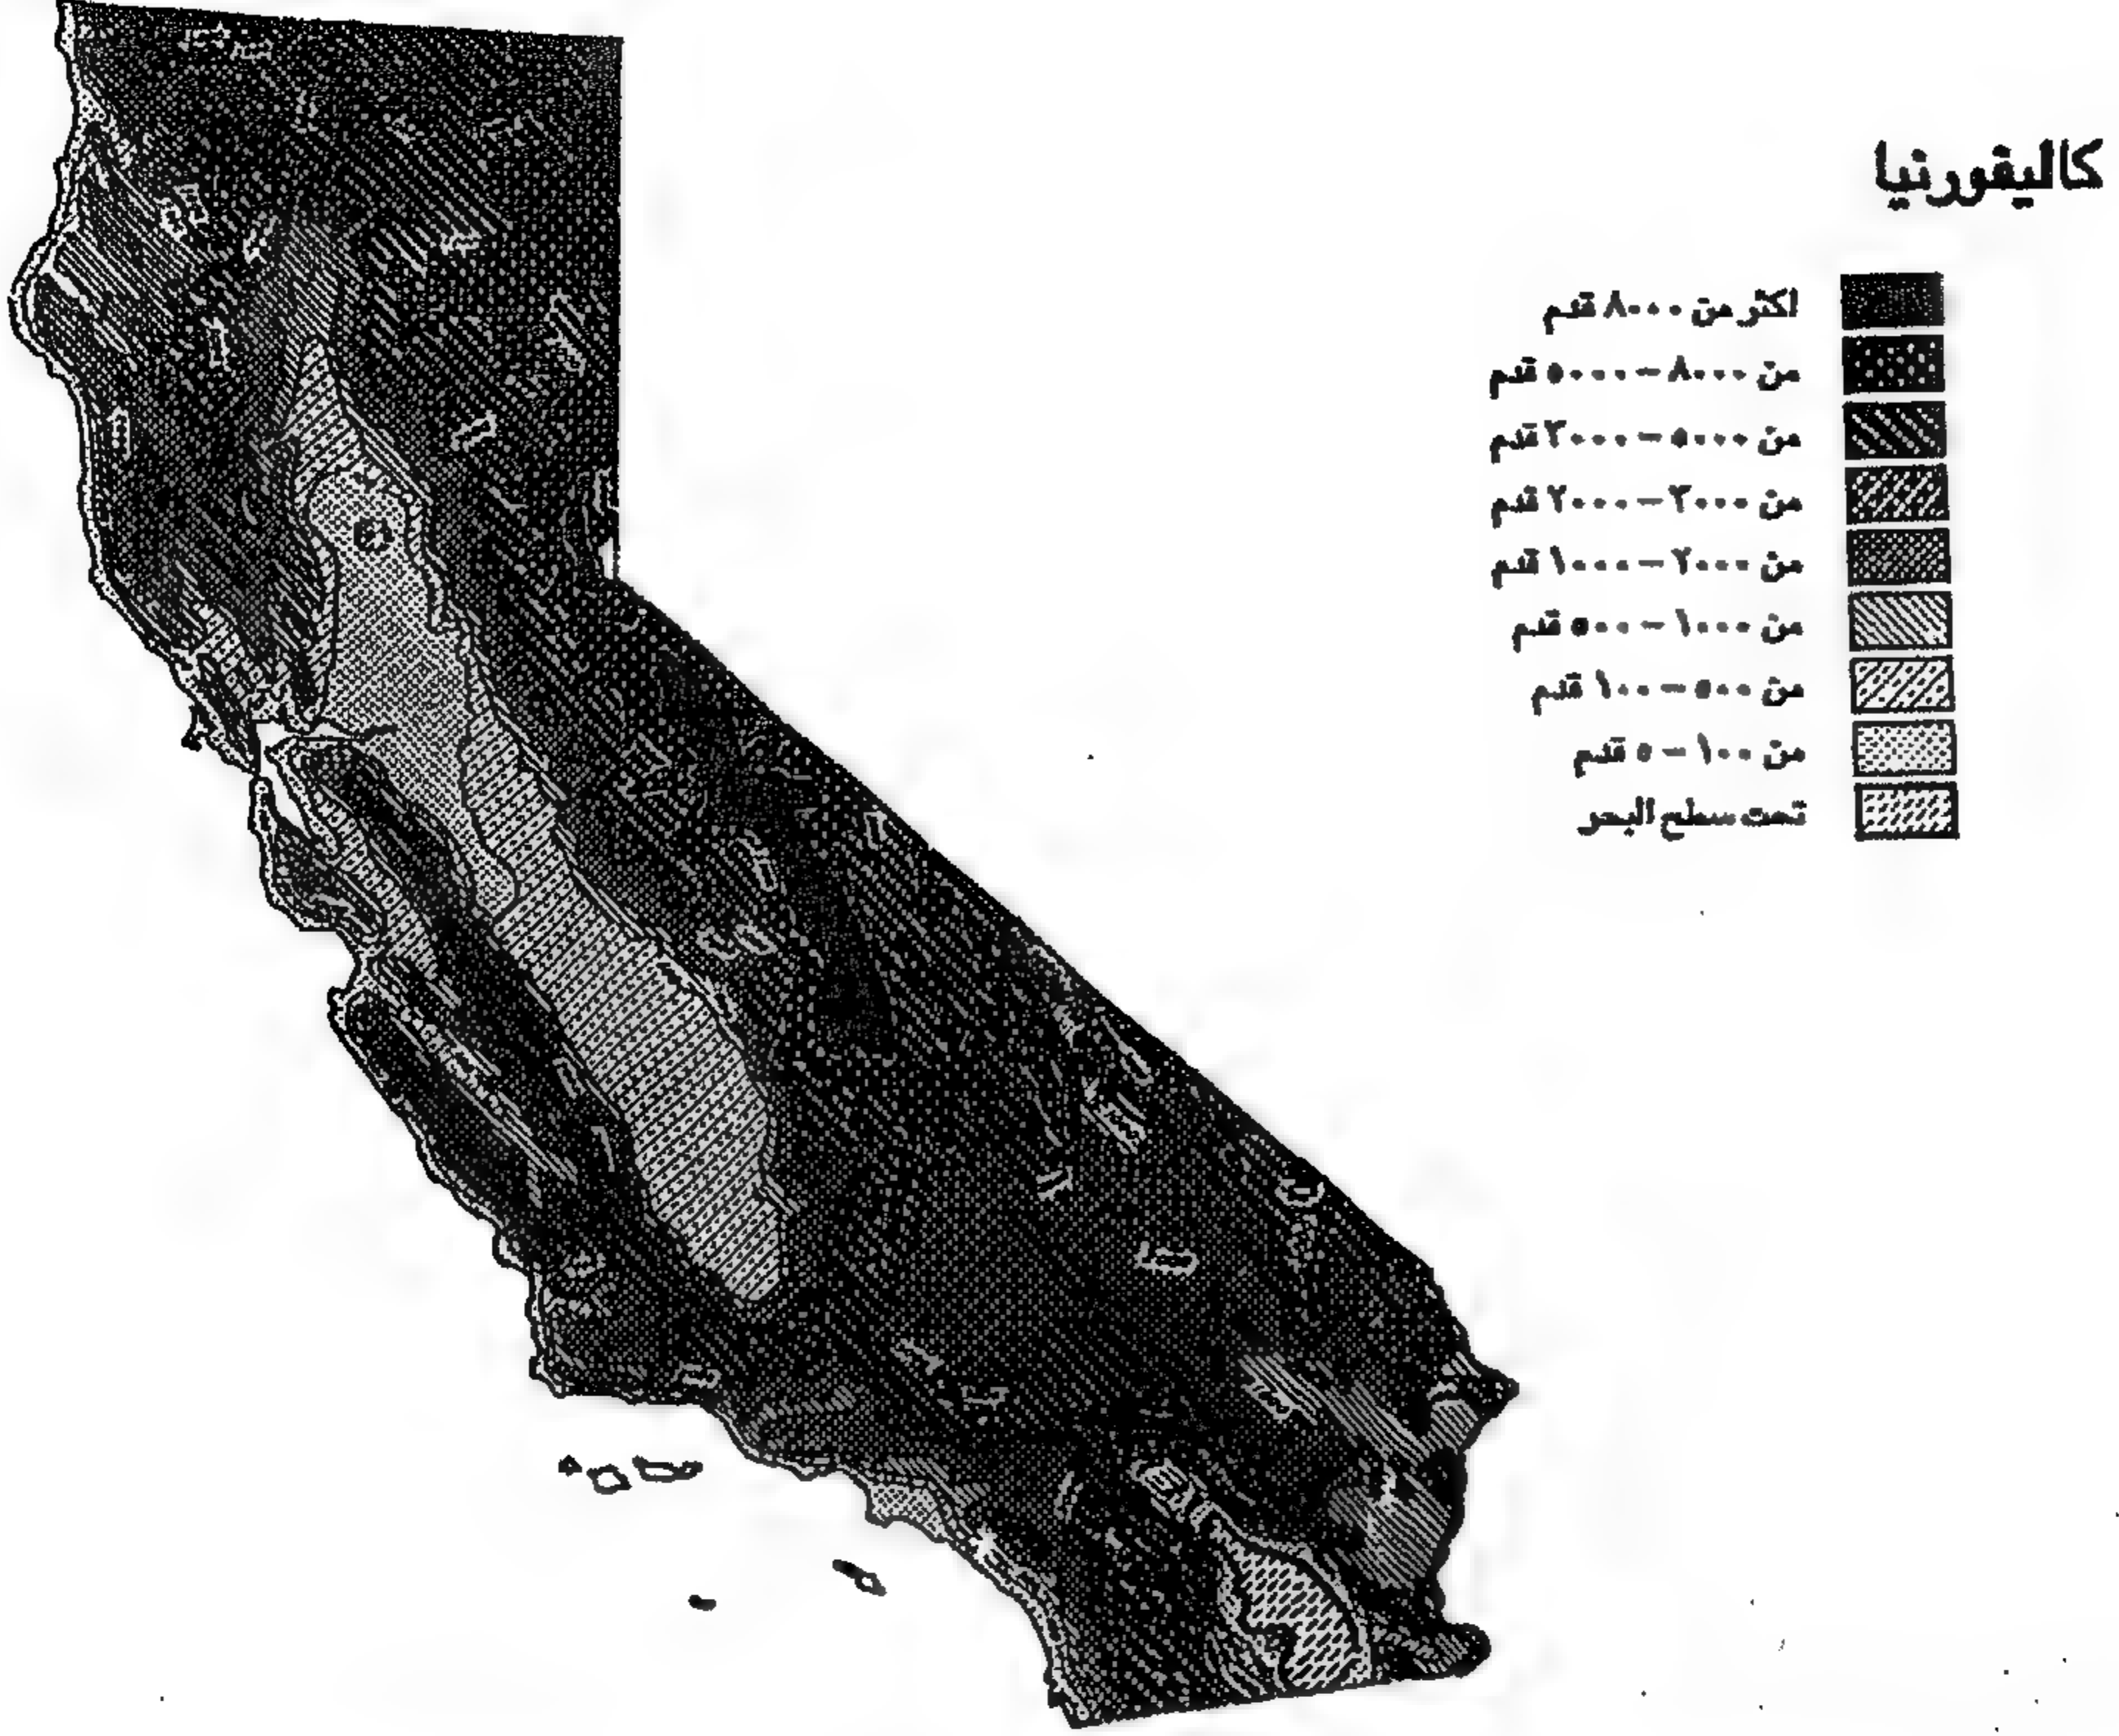 كاليفورنيا
اكثر من ٨٠٠٠ قدم
من ٨٠٠٠ – ٥٠٠٠ قدم
من ٥٠٠٠ – ٣٠٠٠ قدم
من ٣٠٠٠ – ٢٠٠٠ قدم
من ٢٠٠٠ – ١٠٠٠ قدم
من ١٠٠٠ – ٥٠٠ قدم
من ٥٠٠ – ١٠٠ قدم
من ١٠٠ – ٥ قدم
تحت سطح البحر